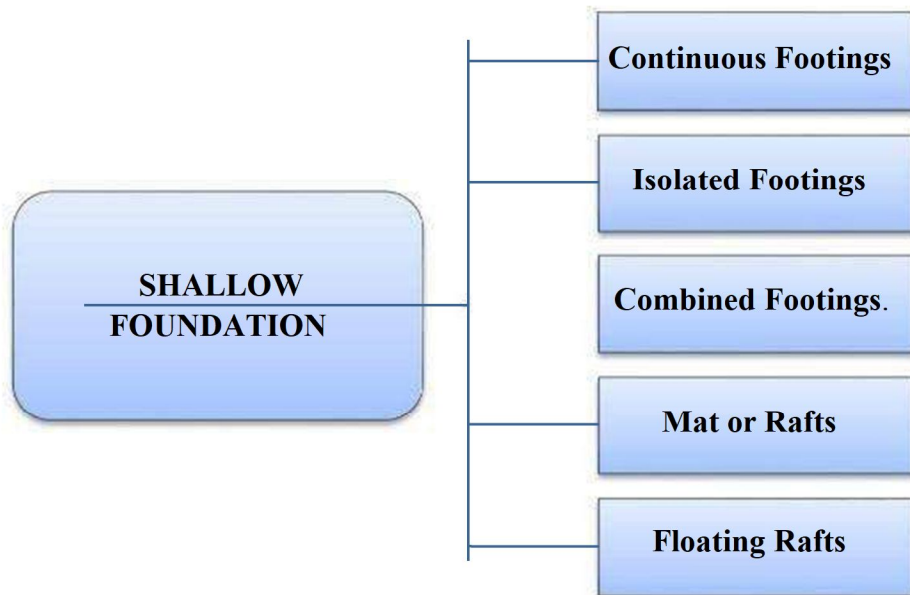 SHALLOW
FOUNDATION
Continuous Footings
Isolated Footings
Combined Footings.
Mat or Rafts
Floating Rafts